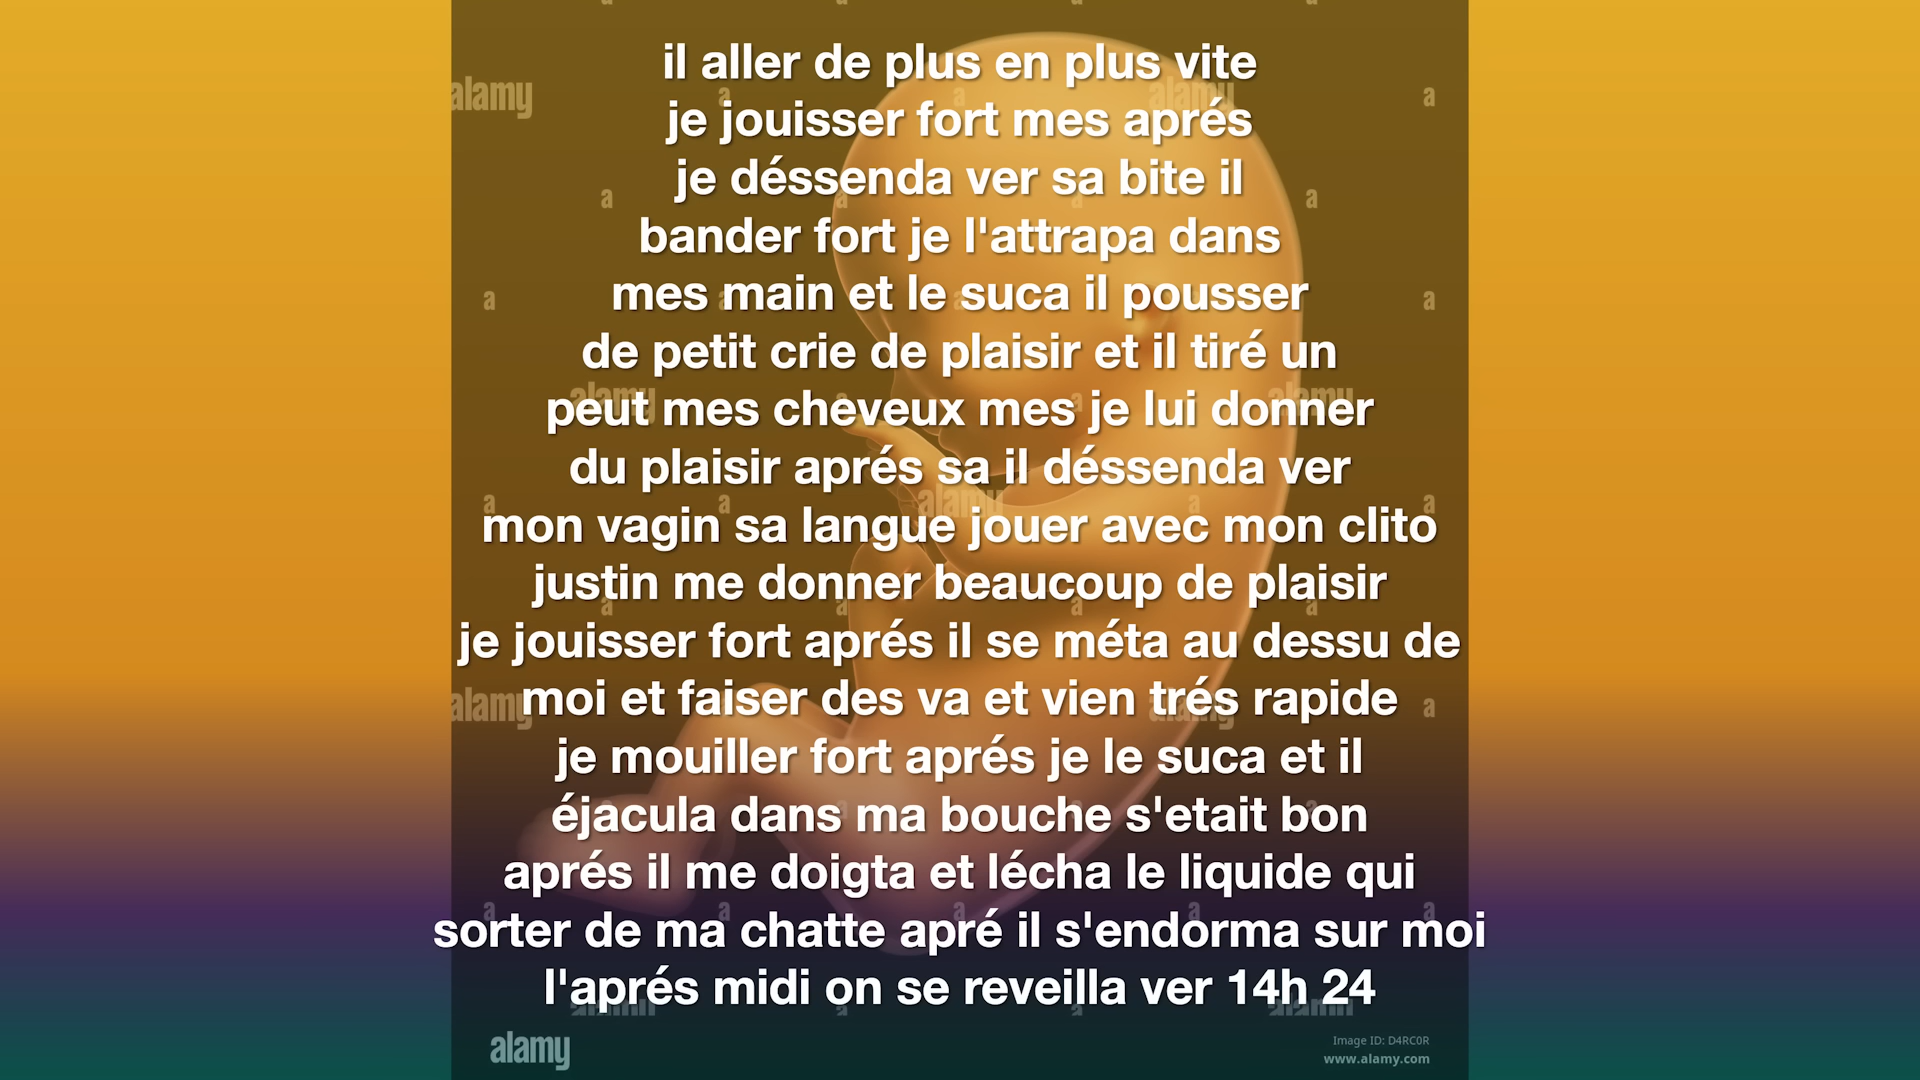 il aller de plus en plus vite
je jouisser fort mes aprés
je déssenda ver sa bite il
bander fort je l'attrapa dans
mes main et le suca il pousser
de petit crie de plaisir et il tiré un
peut mes cheveux mes je lui donner
du plaisir aprés sa il déssenda ver
mon vagin sa langue jouer avec mon clito
justin me donner beaucoup de plaisir
je jouisser fort aprés il se méta au dessu de
moi et faiser des va et vien trés rapide
je mouiller fort aprés je le suca et il
éjacula dans ma bouche s'etait bon
aprés il me doigta et lécha le liquide qui
sorter de ma chatte apré il s'endorma sur moi
l'aprés midi on se reveilla ver 14h 24
alamy
Image ID: D4RC0R
www.alamy.com